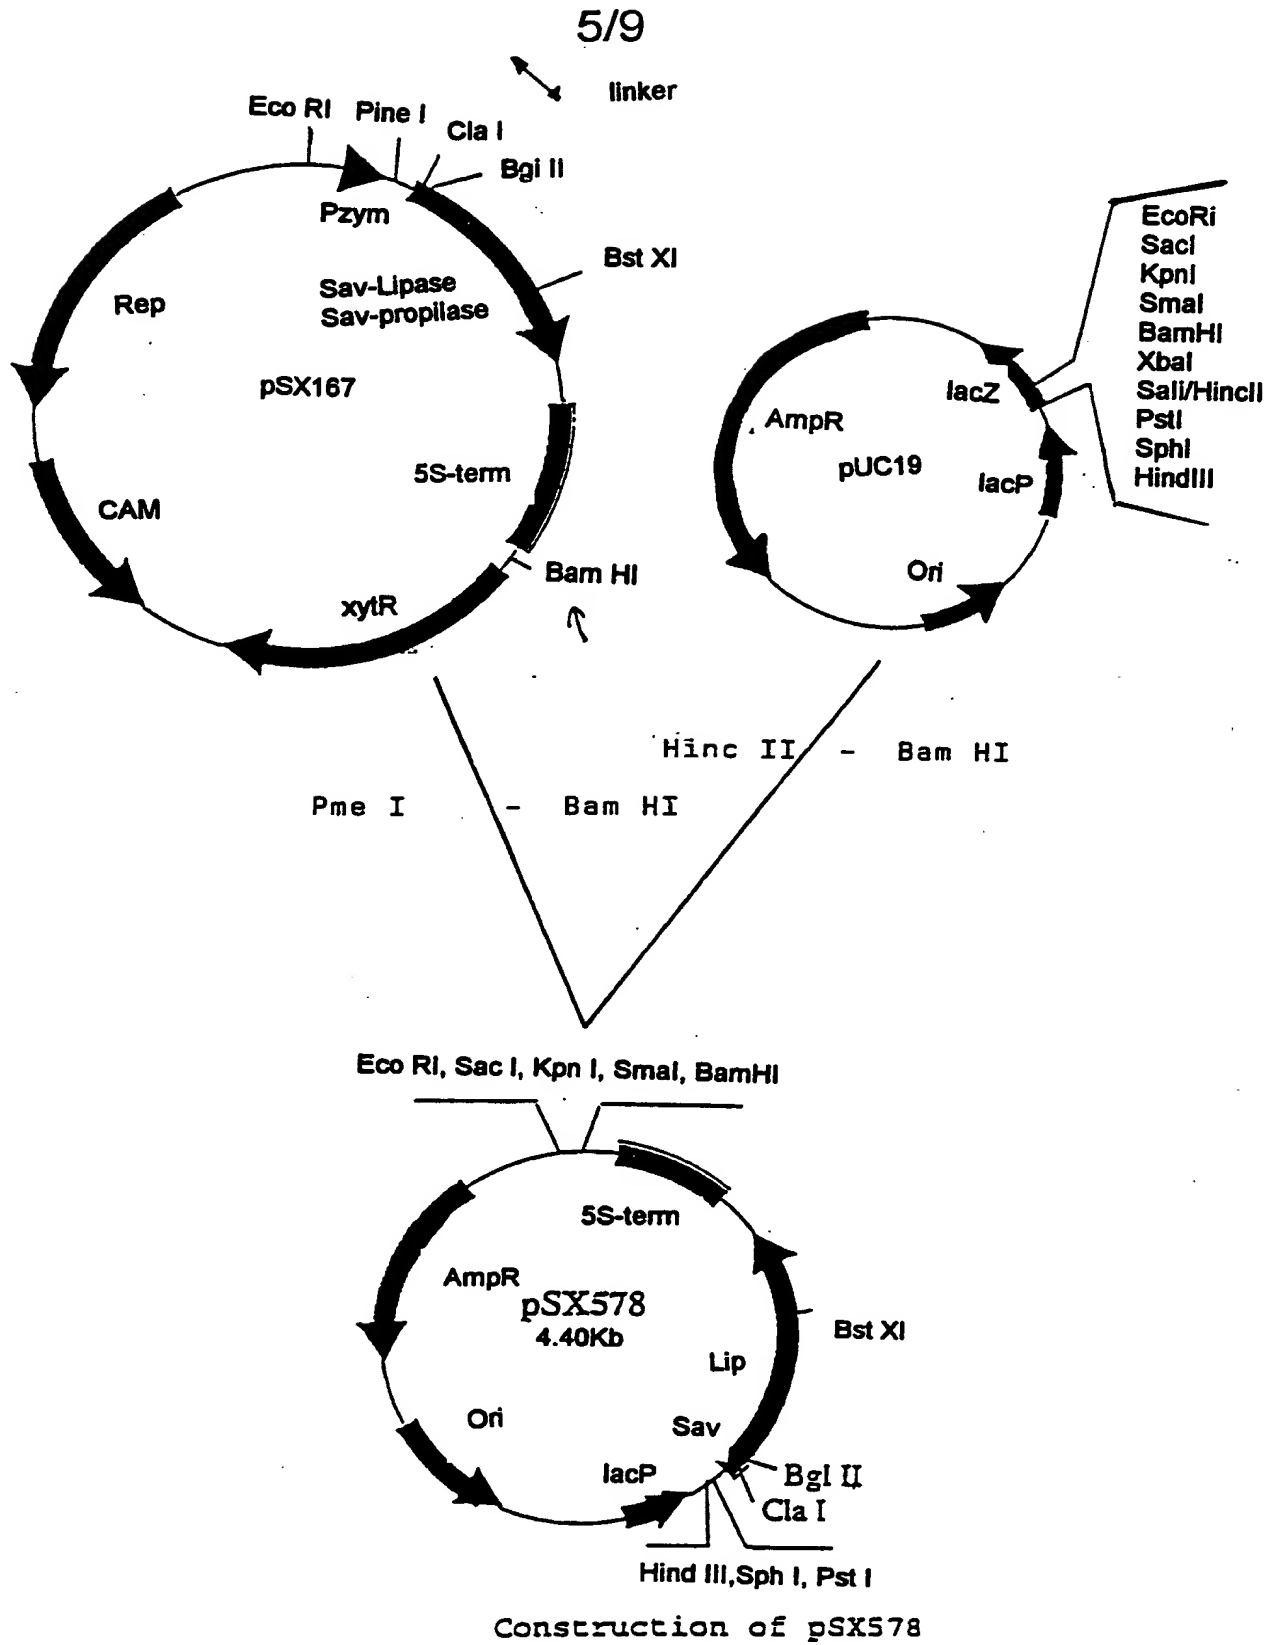 5/9
linker
Eco RI
Pine I
Cla I
Bgi II
Pzym
Bst XI
Sav-Lipase
Sav-propilase
Rep
pSX167
5S-term
CAM
Bam HI
xytR
EcoRi
SacI
KpnI
SmaI
BamHI
XbaI
Sali/HincII
PstI
SphI
HindIII
lacZ
AmpR
pUC19
lacP
Ori
Hinc II - Bam HI
Pme I - Bam HI
Eco RI, Sac I, Kpn I, SmaI, BamHI
5S-term
AmpR
pSX578
4.40Kb
Bst XI
Lip
Ori
Sav
lacP
Bgl II
Cla I
Hind III,Sph I, Pst I
Construction of pSX578